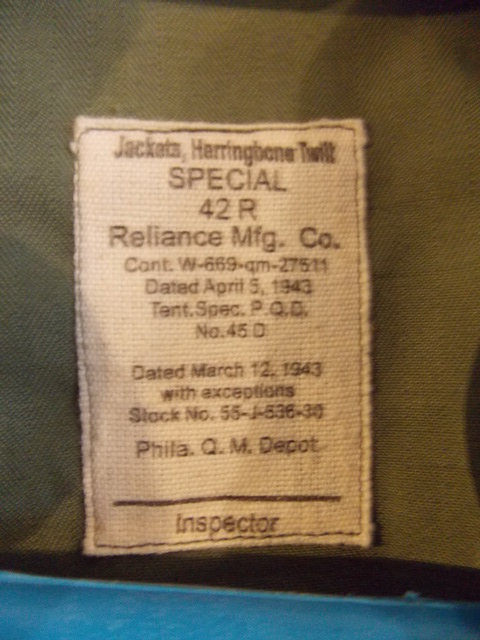 Jackets, Herringbone Twill
SPECIAL
42 R
Reliance Mfg. Co.
Cont. W-669-qm-27511
Dated April 5, 1943
Tent. Spec. P.Q.D.
No. 45 D
Dated March 12, 1943
with exceptions
Stock No. 55-J-536-30
Phila. Q. M. Depot
Inspector